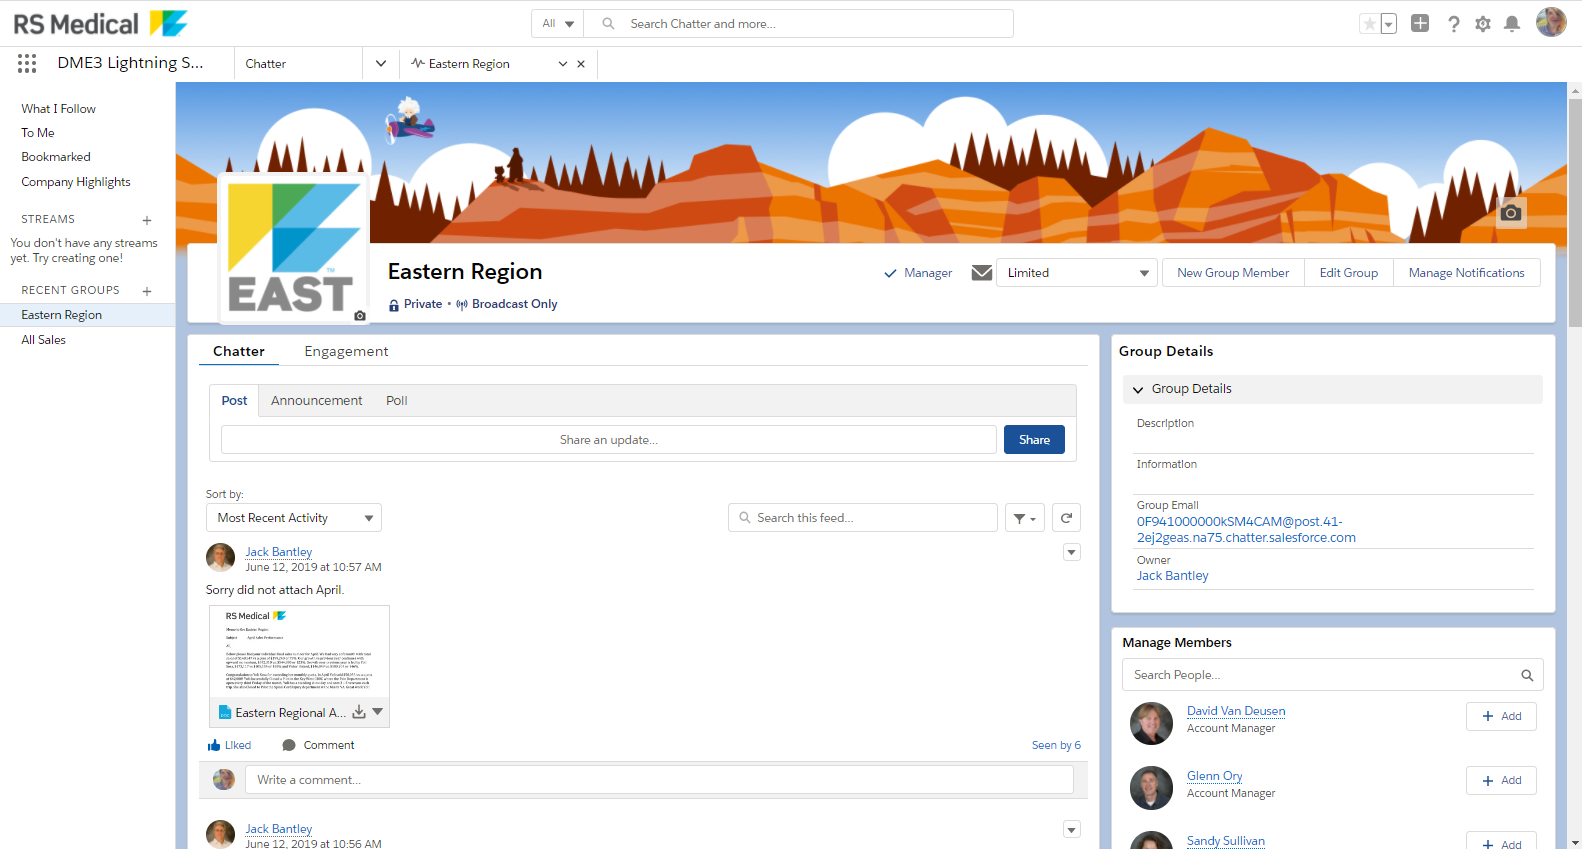 RS Medical
All
Search Chatter and more...
DME3 Lightning S...
Chatter
Eastern Region
What I Follow
To Me
Bookmarked
Company Highlights
STREAMS
You don't have any streams
yet. Try creating one!
RECENT GROUPS
Eastern Region
All Sales
EAST
TM
Eastern Region
Private • Broadcast Only
Manager
Limited
New Group Member
Edit Group
Manage Notifications
Chatter
Engagement
Post
Announcement
Poll
Share an update...
Share
Sort by:
Most Recent Activity
Search this feed...
Jack Bantley
June 12, 2019 at 10:57 AM
Sorry did not attach April.
RS Medical
Eastern Regional A...
Liked
Comment
Seen by 6
Write a comment...
Jack Bantley
June 12, 2019 at 10:56 AM
Group Details
Group Details
Description
Information
Group Email
0F941000000kSM4CAM@post.41-
2ej2geas.na75.chatter.salesforce.com
Owner
Jack Bantley
Manage Members
Search People...
David Van Deusen
Account Manager
Add
Glenn Ory
Account Manager
Add
Sandy Sullivan
Add